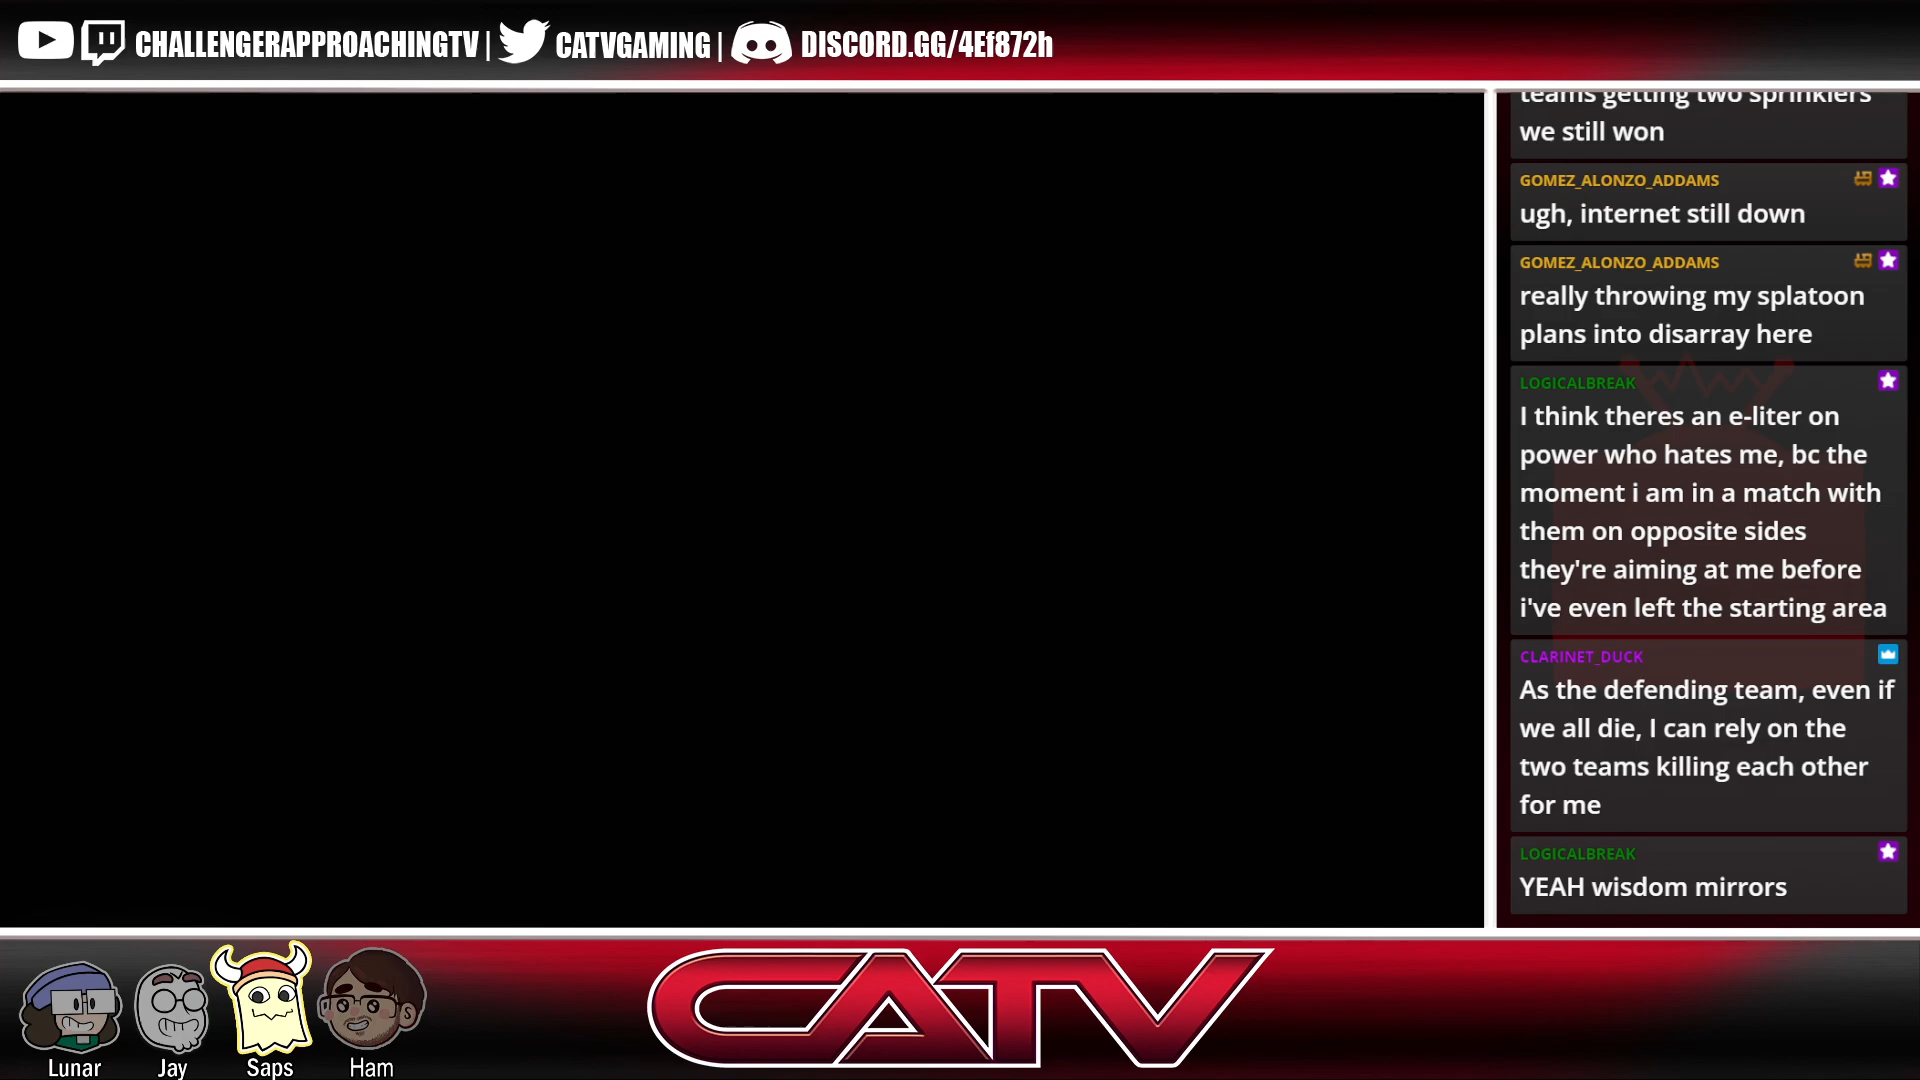 CHALLENGERAPPROACHINGTV | CATVGAMING | DISCORD.GG/4Ef872h
teams getting two sprinklers
we still won
GOMEZ_ALONZO_ADDAMS
ugh, internet still down
GOMEZ_ALONZO_ADDAMS
really throwing my splatoon
plans into disarray here
LOGICALBREAK
I think theres an e-liter on
power who hates me, bc the
moment i am in a match with
them on opposite sides
they're aiming at me before
i've even left the starting area
CLARINET_DUCK
As the defending team, even if
we all die, I can rely on the
two teams killing each other
for me
LOGICALBREAK
YEAH wisdom mirrors
CATV
Lunar Jay Saps Ham